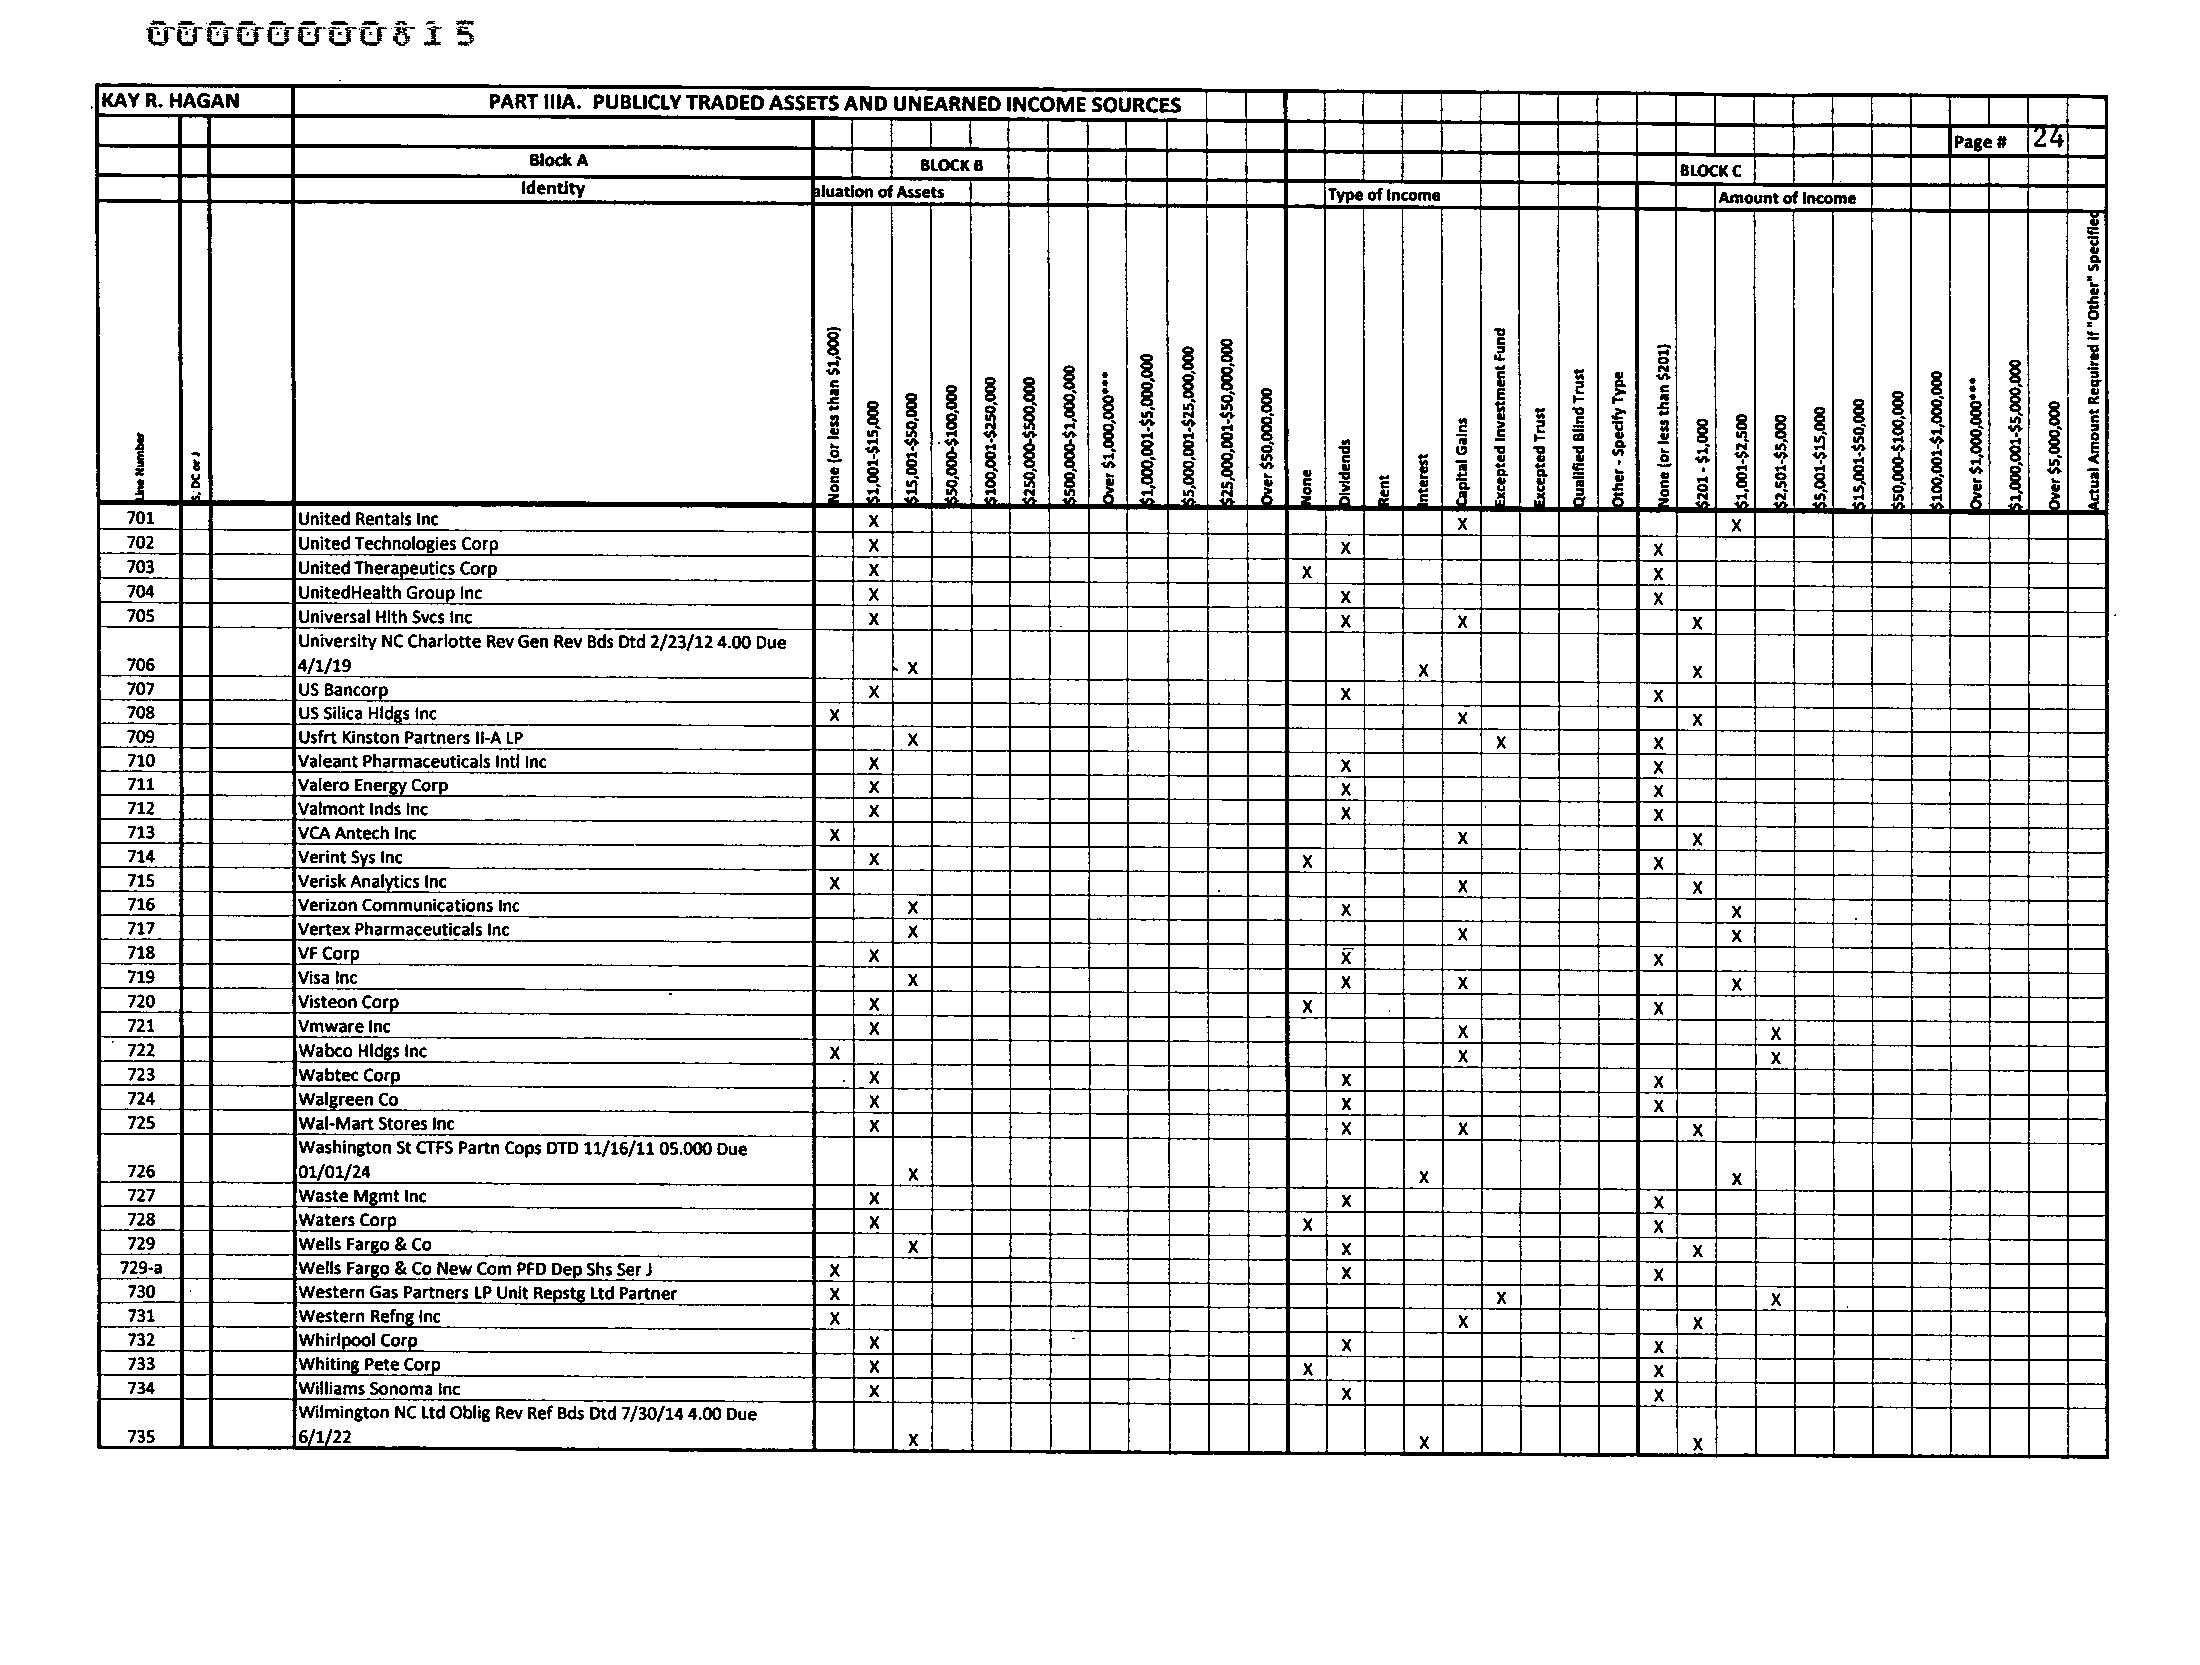 0000000815
KAY R. HAGAN PART IIIA. PUBLICLY TRADED ASSETS AND UNEARNED INCOME SOURCES
Page # 24
Block A BLOCK B BLOCK C
Identity aluation of Assets Type of Income Amount of Income
Line Number
S, DC or J
None (or less than $1,000)
$1,001-$15,000
$15,001-$50,000
$50,000-$100,000
$100,001-$250,000
$250,000-$500,000
$500,000-$1,000,000
Over $1,000,000***
$1,000,001-$5,000,000
$5,000,001-$25,000,000
$25,000,001-$50,000,000
Over $50,000,000
None
Dividends
Rent
Interest
Capital Gains
Excepted Investment Fund
Excepted Trust
Qualified Blind Trust
Other - Specify Type
None (or less than $201)
$201 - $1,000
$1,001-$2,500
$2,501-$5,000
$5,001-$15,000
$15,001-$50,000
$50,000-$100,000
$100,001-$1,000,000
Over $1,000,000***
$1,000,001-$5,000,000
Over $5,000,000
Actual Amount Required If "Other" Specified
701 United Rentals Inc X X X
702 United Technologies Corp X X X
703 United Therapeutics Corp X X X
704 UnitedHealth Group Inc X X X
705 Universal Hlth Svcs Inc X X X X
University NC Charlotte Rev Gen Rev Bds Dtd 2/23/12 4.00 Due
706 4/1/19 X X X
707 US Bancorp X X X
708 US Silica Hldgs Inc X X X
709 Usfrt Kinston Partners II-A LP X X X
710 Valeant Pharmaceuticals Intl Inc X X X
711 Valero Energy Corp X X X
712 Valmont Inds Inc X X X
713 VCA Antech Inc X X X
714 Verint Sys Inc X X X
715 Verisk Analytics Inc X X X
716 Verizon Communications Inc X X X
717 Vertex Pharmaceuticals Inc X X X
718 VF Corp X X X
719 Visa Inc X X X X
720 Visteon Corp X X X
721 Vmware Inc X X X
722 Wabco Hldgs Inc X X X
723 Wabtec Corp X X X
724 Walgreen Co X X X
725 Wal-Mart Stores Inc X X X X
Washington St CTFS Partn Cops DTD 11/16/11 05.000 Due
726 01/01/24 X X X
727 Waste Mgmt Inc X X X
728 Waters Corp X X X
729 Wells Fargo & Co X X X
729-a Wells Fargo & Co New Com PFD Dep Shs Ser J X X X
730 Western Gas Partners LP Unit Repstg Ltd Partner X X X
731 Western Refng Inc X X X
732 Whirlpool Corp X X X
733 Whiting Pete Corp X X X
734 Williams Sonoma Inc X X X
Wilmington NC Ltd Oblig Rev Ref Bds Dtd 7/30/14 4.00 Due
735 6/1/22 X X X